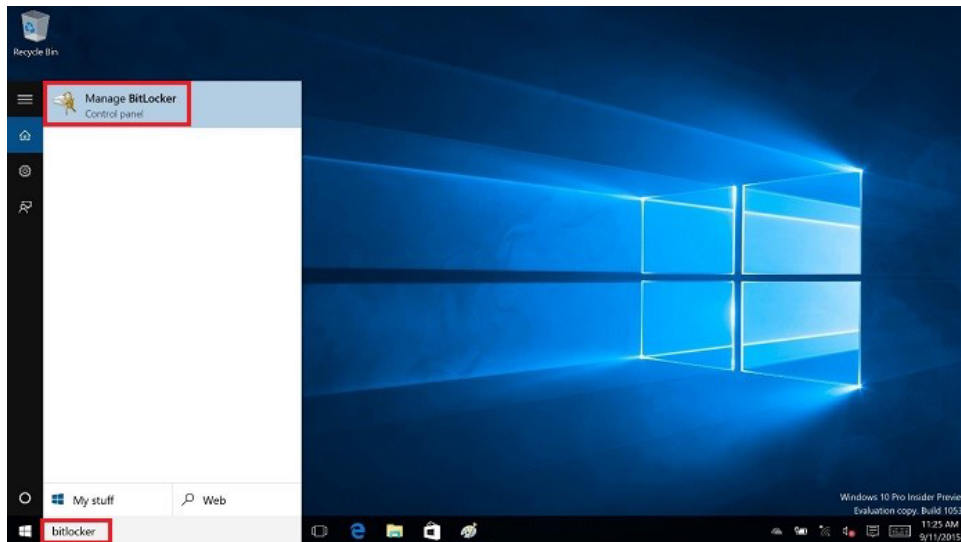 Recycle Bin
Manage BitLocker
Control panel
My stuff
Web
Windows 10 Pro Insider Previe
Evaluation copy. Build 1053
bitlocker
11:25 AM
9/11/2015